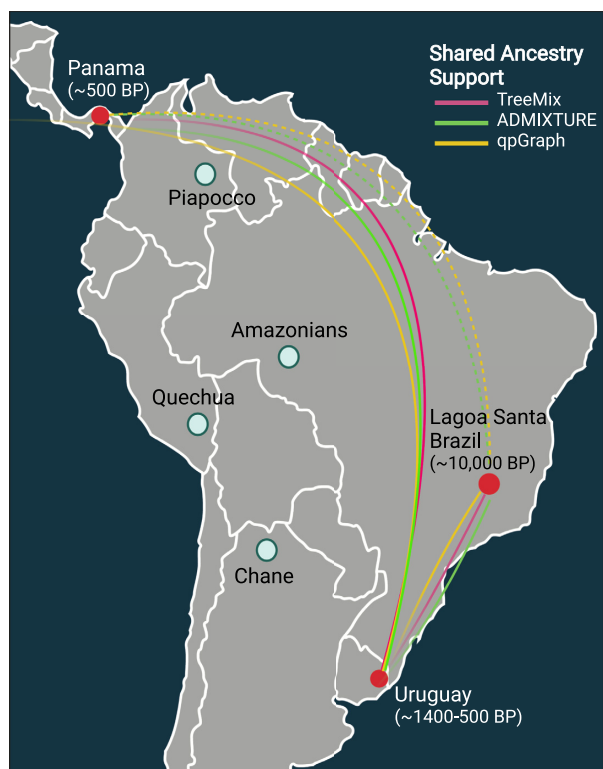 Shared Ancestry
Support
TreeMix
ADMIXTURE
qpGraph
Panama
(~500 BP)
Piapocco
Amazonians
Quechua
Lagoa Santa
Brazil
(~10,000 BP)
Chane
Uruguay
(~1400-500 BP)